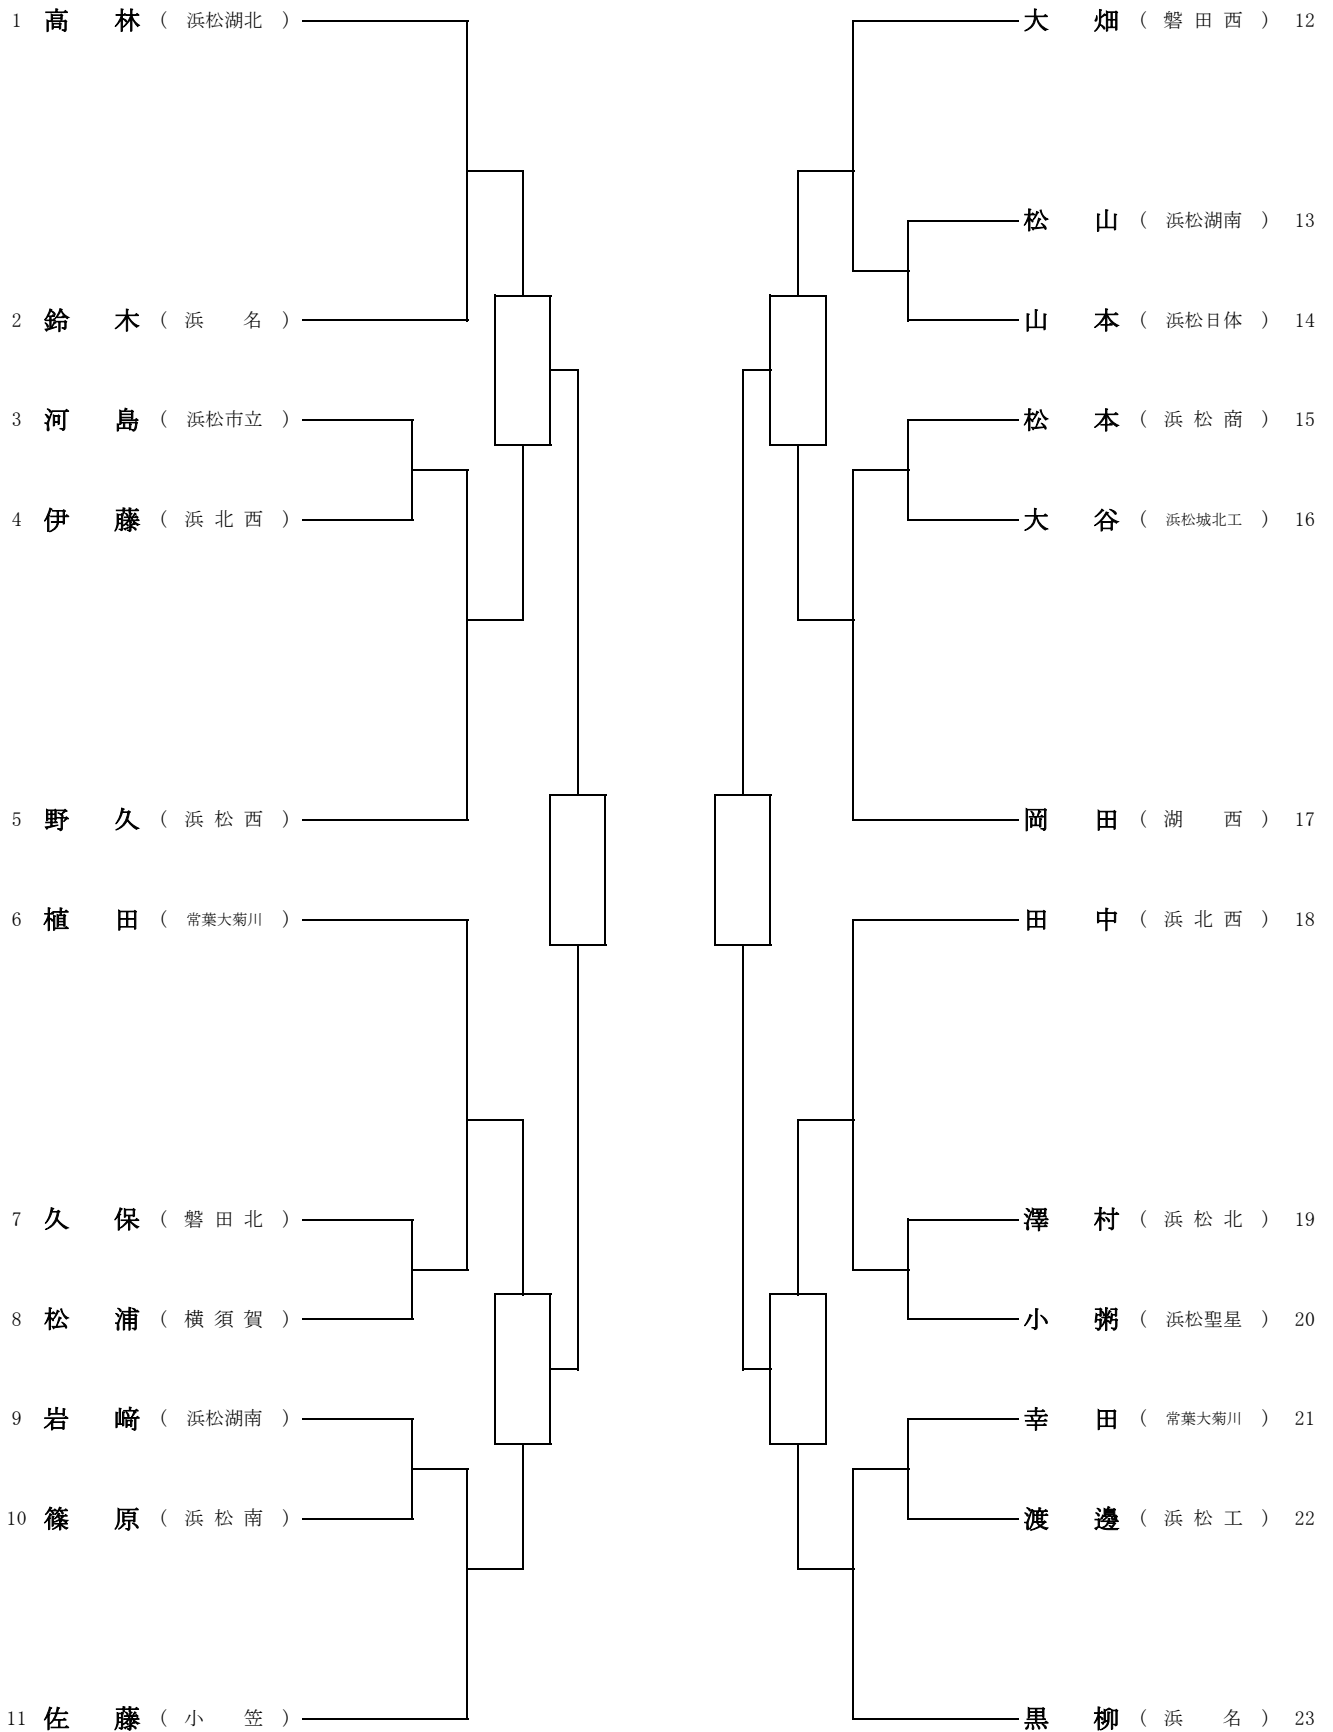 1 高林 （ 浜松湖北 ）
2 鈴木 （ 浜名 ）
3 河島 （ 浜松市立 ）
4 伊藤 （ 浜北西 ）
5 野久 （ 浜松西 ）
6 植田 （ 常葉大菊川 ）
7 久保 （ 磐田北 ）
8 松浦 （ 横須賀 ）
9 岩﨑 （ 浜松湖南 ）
10 篠原 （ 浜松南 ）
11 佐藤 （ 小笠 ）
大畑 （ 磐田西 ） 12
松山 （ 浜松湖南 ） 13
山本 （ 浜松日体 ） 14
松本 （ 浜松商 ） 15
大谷 （ 浜松城北工 ） 16
岡田 （ 湖西 ） 17
田中 （ 浜北西 ） 18
澤村 （ 浜松北 ） 19
小粥 （ 浜松聖星 ） 20
幸田 （ 常葉大菊川 ） 21
渡邊 （ 浜松工 ） 22
黒柳 （ 浜名 ） 23